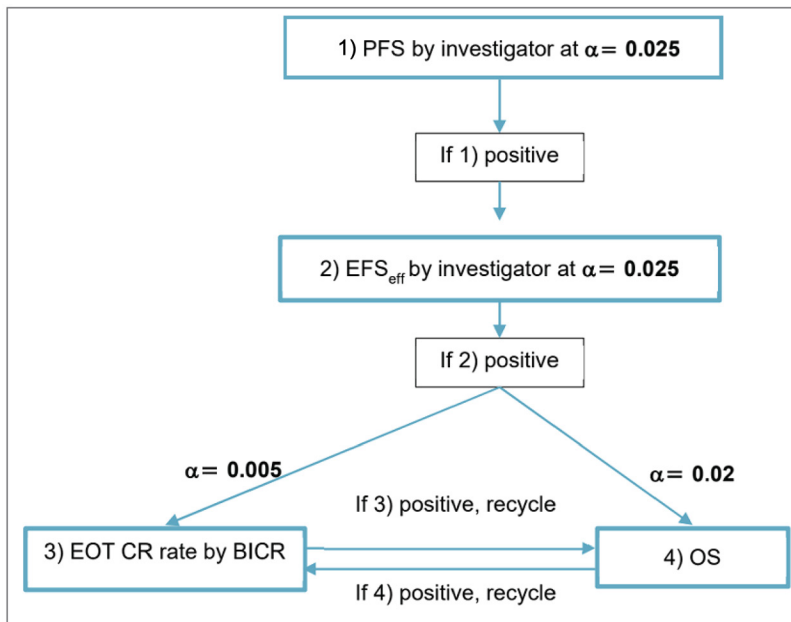 1) PFS by investigator at α= 0.025
If 1) positive
2) EFSeff by investigator at α= 0.025
If 2) positive
α= 0.005
α= 0.02
If 3) positive, recycle
3) EOT CR rate by BICR
4) OS
If 4) positive, recycle